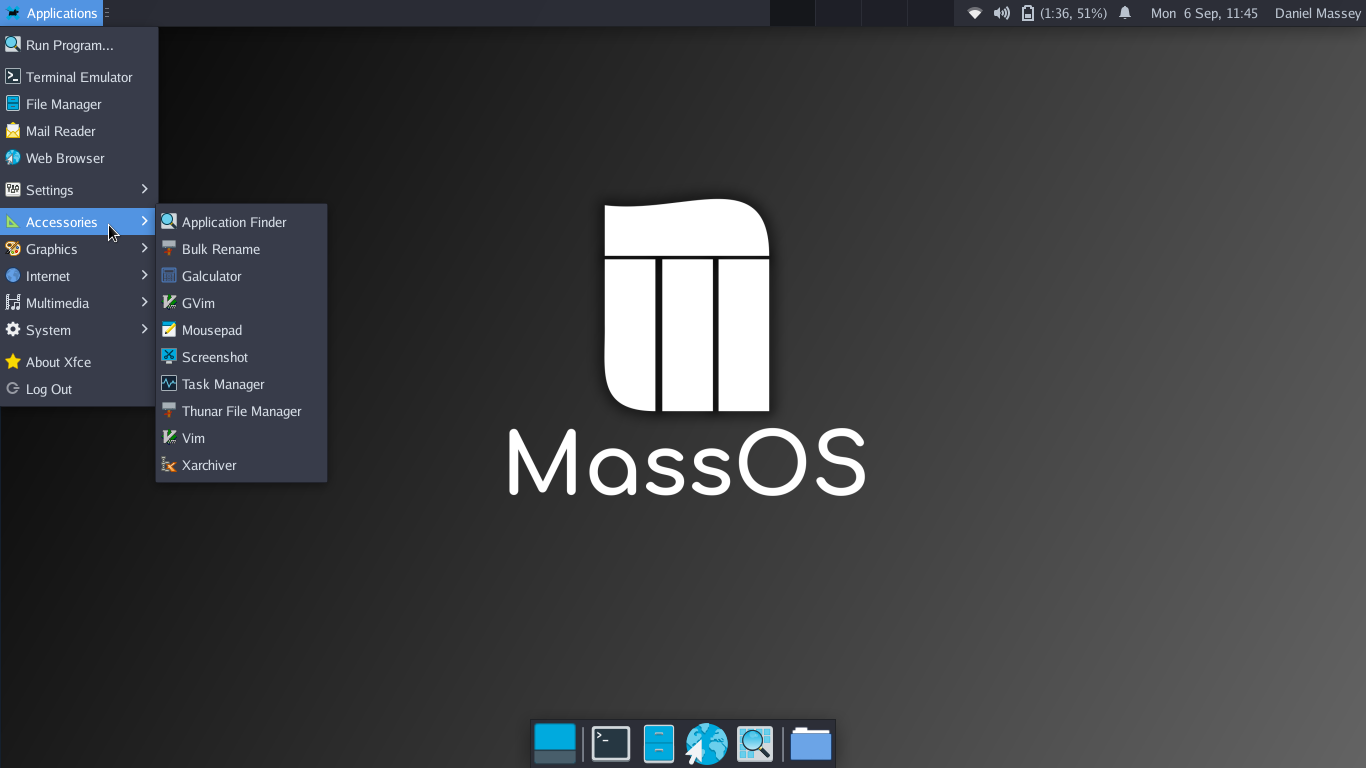 Applications
(1:36, 51%)
Mon 6 Sep, 11:45
Daniel Massey
Run Program...
Terminal Emulator
File Manager
Mail Reader
Web Browser
Settings
Accessories
Graphics
Internet
Multimedia
System
About Xfce
Log Out
Application Finder
Bulk Rename
Galculator
GVim
Mousepad
Screenshot
Task Manager
Thunar File Manager
Vim
Xarchiver
MassOS